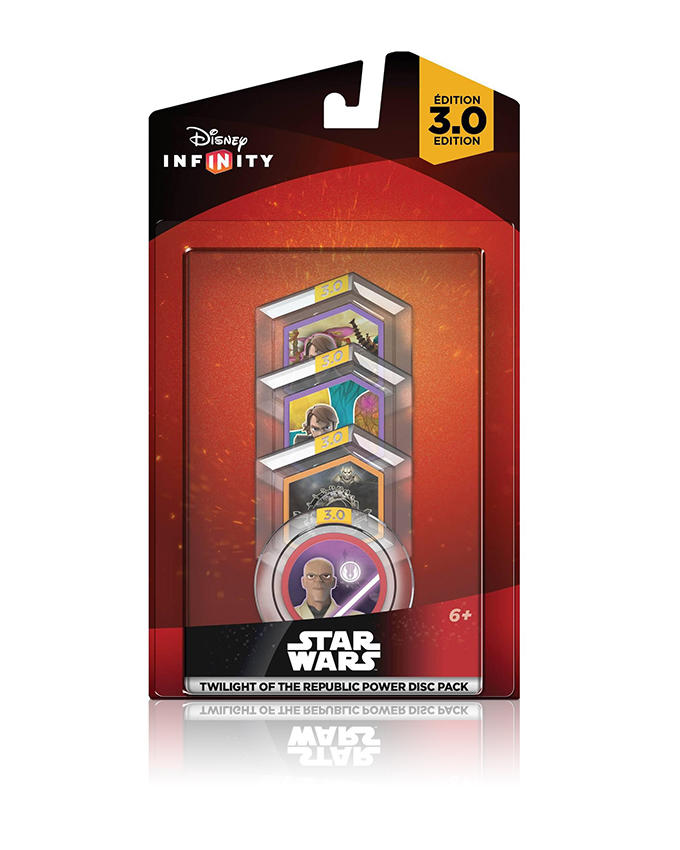 ÉDITION
3.0
EDITION
Disney
INFINITY
3.0
3.0
3.0
3.0
6+
STAR
WARS
TWILIGHT OF THE REPUBLIC POWER DISC PACK